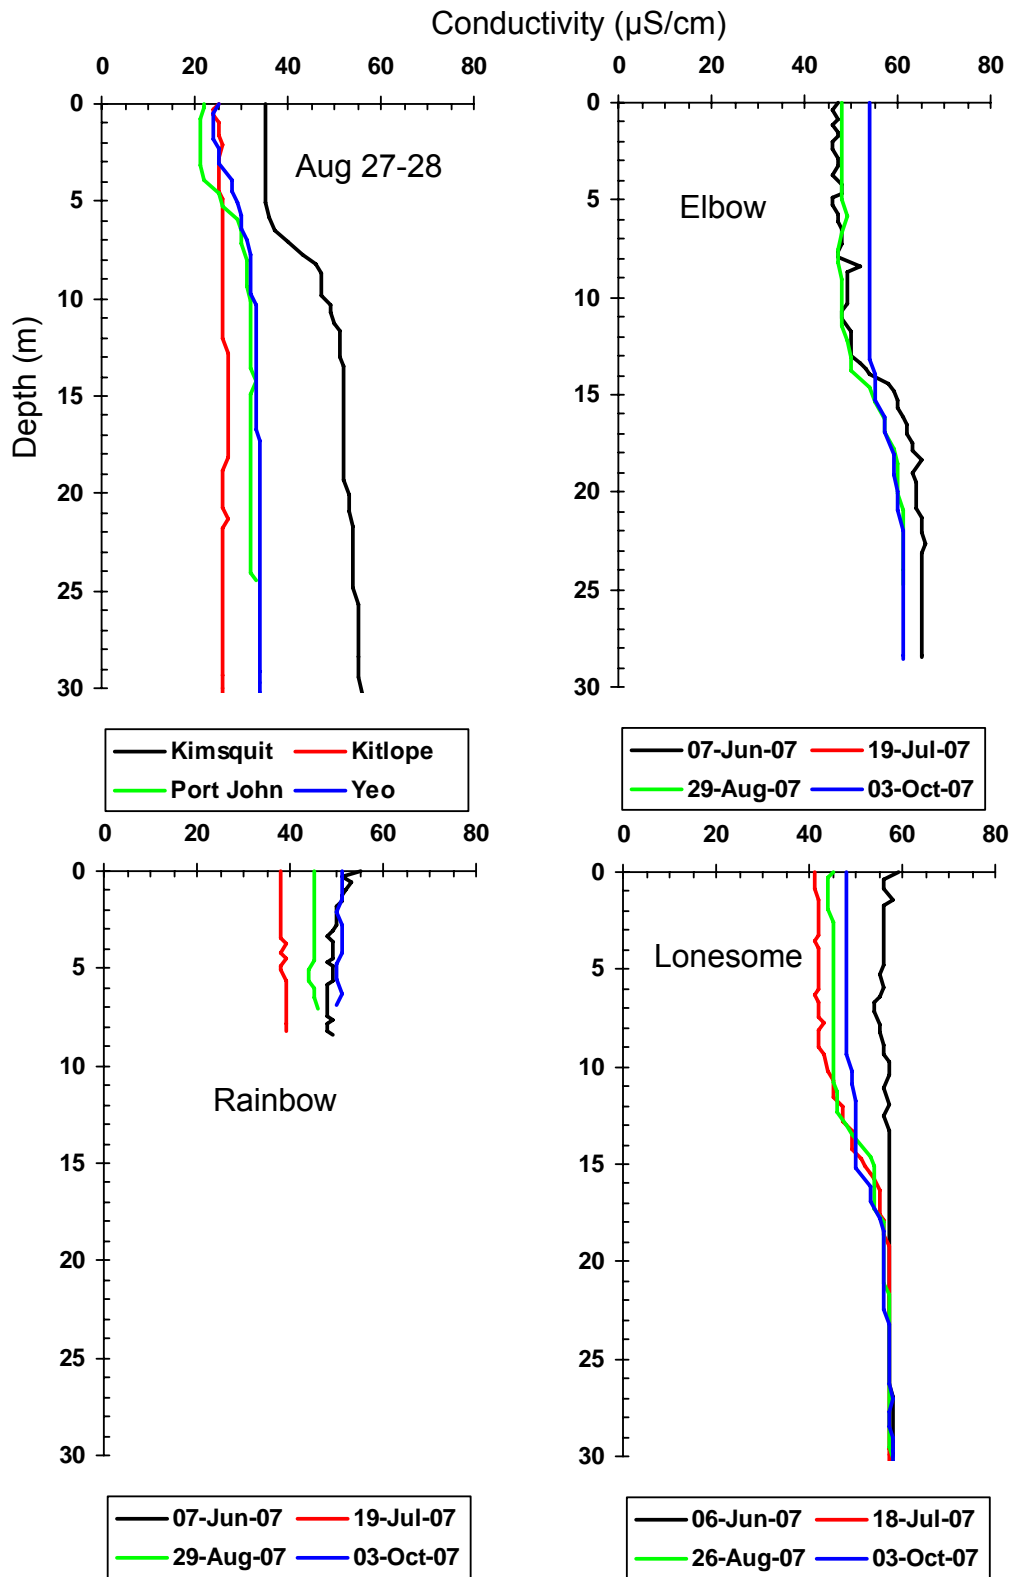 Conductivity (µS/cm)
0 20 40 60 80
0 20 40 60 80
Depth (m)
0
5
10
15
20
25
30
Aug 27-28
0
5
10
15
20
25
30
Elbow
Kimsquit Kitlope
Port John Yeo
07-Jun-07 19-Jul-07
29-Aug-07 03-Oct-07
0 20 40 60 80
0 20 40 60 80
0
5
10
15
20
25
30
Rainbow
0
5
10
15
20
25
30
Lonesome
07-Jun-07 19-Jul-07
29-Aug-07 03-Oct-07
06-Jun-07 18-Jul-07
26-Aug-07 03-Oct-07